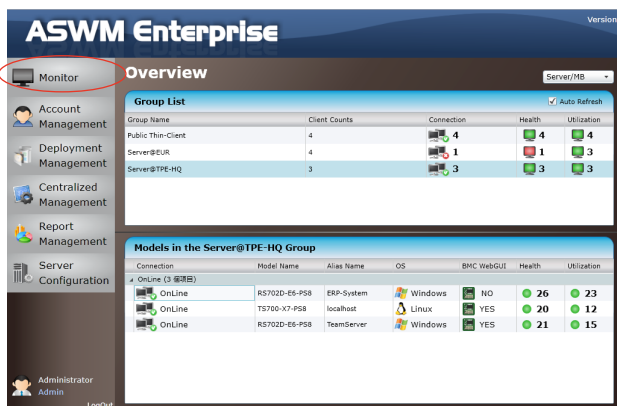 ASWM Enterprise
Version
Monitor
Account
Management
Deployment
Management
Centralized
Management
Report
Management
Server
Configuration
Administrator
Admin
LogOut
Overview
Server/MB
Group List
Auto Refresh
Group Name Client Counts Connection Health Utilization
Public Thin-Client 4 4 4 4
Server@EUR 4 1 1 3
Server@TPE-HQ 3 3 3 3
Models in the Server@TPE-HQ Group
Connection Model Name Alias Name OS BMC WebGUI Health Utilization
OnLine (3 個項目)
OnLine RS702D-E6-PS8 ERP-System Windows NO 26 23
OnLine TS700-X7-PS8 localhost Linux YES 20 12
OnLine RS702D-E6-PS8 TeamServer Windows YES 21 15